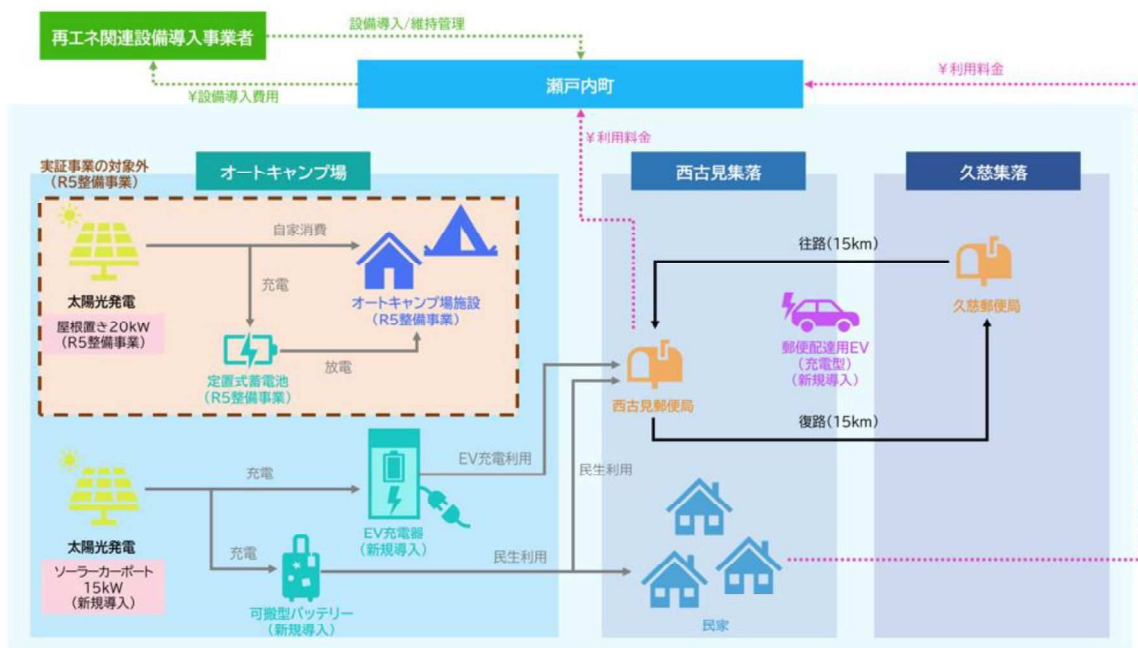 再エネ関連設備導入事業者
設備導入/維持管理
瀬戸内町
¥利用料金
¥設備導入費用
¥利用料金
実証事業の対象外
(R5整備事業)
オートキャンプ場
西古見集落
久慈集落
自家消費
往路(15km)
充電
太陽光発電
オートキャンプ場施設
(R5整備事業)
久慈郵便局
屋根置き20kW
(R5整備事業)
郵便配達用EV
(充電型)
(新規導入)
放電
定置式蓄電池
(R5整備事業)
西古見郵便局
復路(15km)
EV充電利用
民生利用
充電
EV充電器
(新規導入)
太陽光発電
充電
民生利用
ソーラーカーポート
15kW
(新規導入)
可搬型バッテリー
(新規導入)
民家